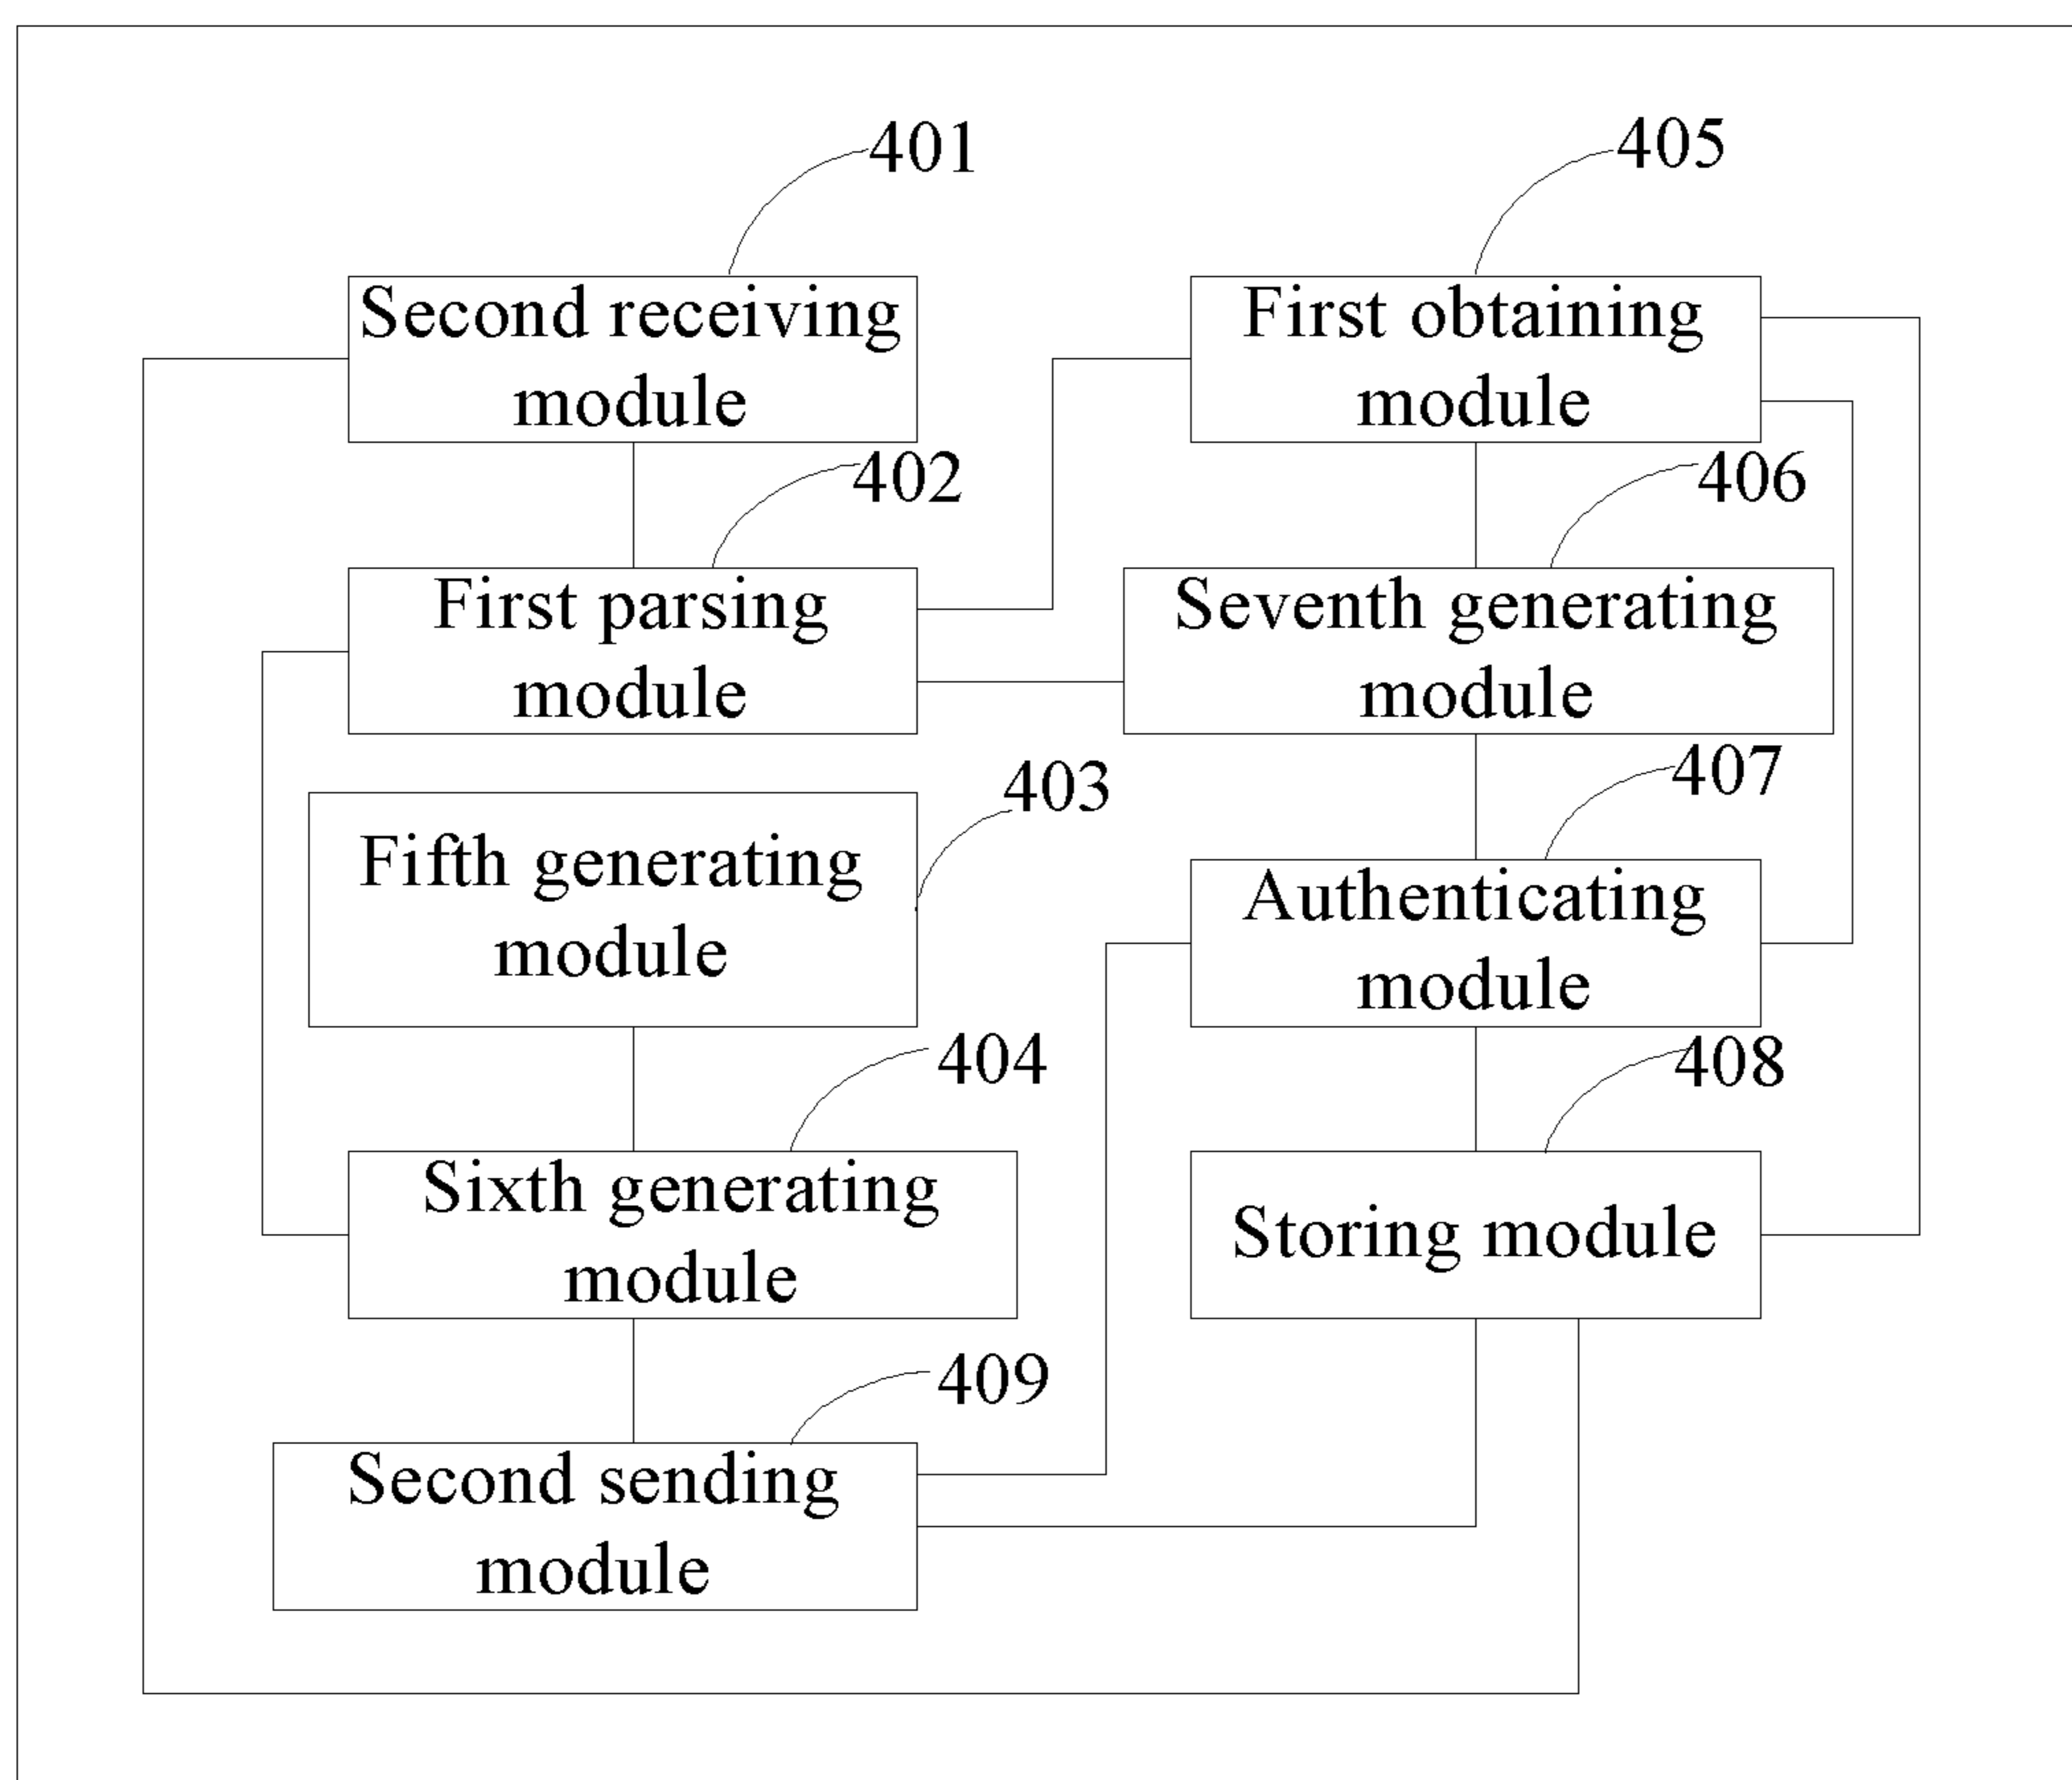 401
Second receiving
module
402
First parsing
module
403
Fifth generating
module
404
Sixth generating
module
409
Second sending
module
405
First obtaining
module
406
Seventh generating
module
407
Authenticating
module
408
Storing module